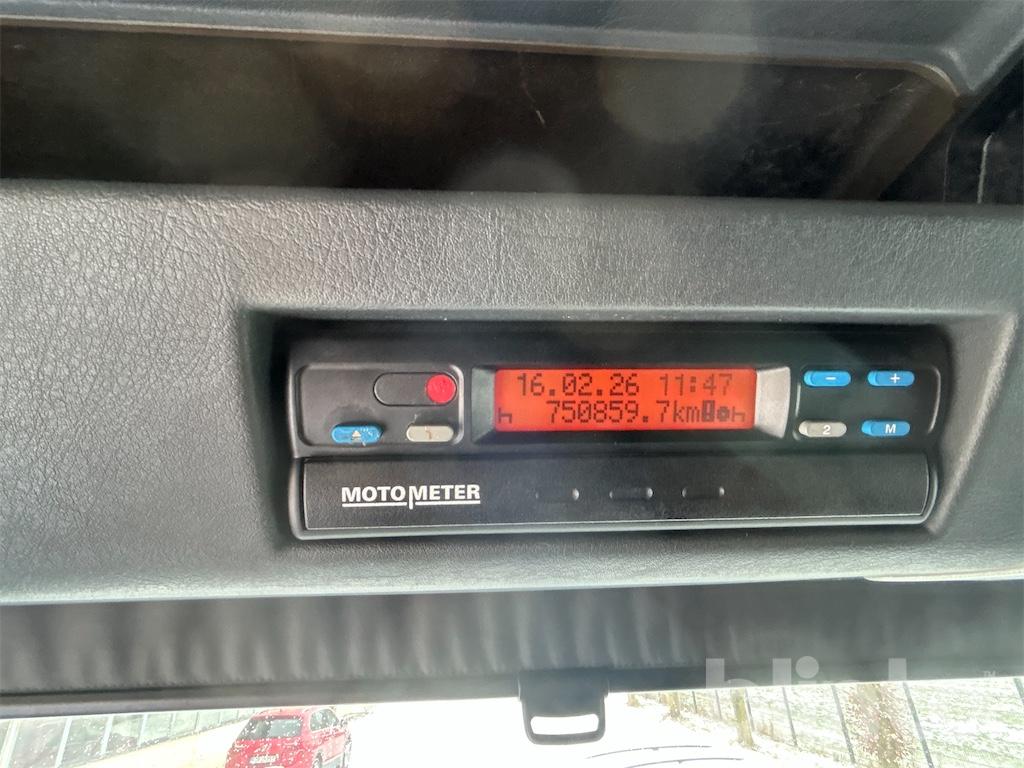 16.02.26 11:47
750859.7km
- +
2 M
MOTOMETER